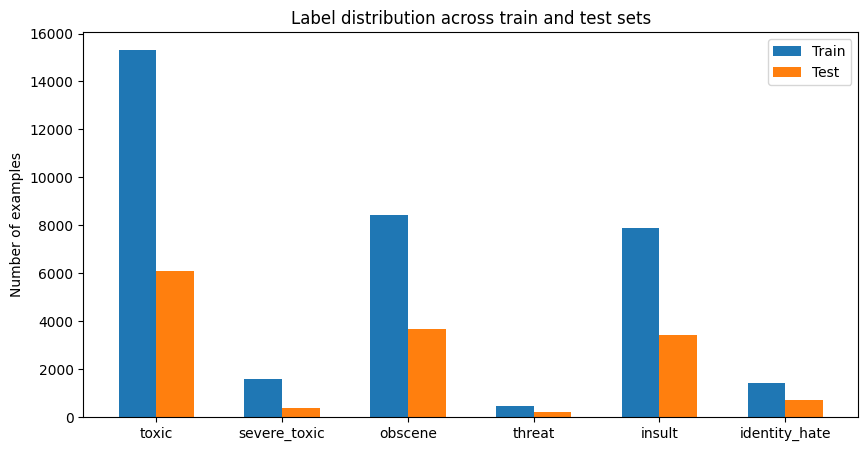 Label distribution across train and test sets
Train
Test
Number of examples
16000
14000
12000
10000
8000
6000
4000
2000
0
toxic severe_toxic obscene threat insult identity_hate